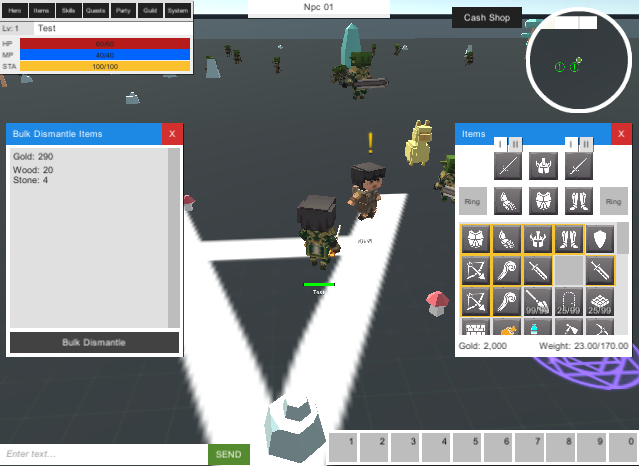 Hero Items Skills Quests Party Guild System
Npc 01
Cash Shop
Lv: 1 Test
HP 60/60
MP 40/40
STA 100/100
Bulk Dismantle Items X
Gold: 290
Wood: 20
Stone: 4
Bulk Dismantle
Items X
I II I II
Ring Ring
99/99 25/99 25/99
Gold: 2,000 Weight: 23.00/170.00
Test
Enter text... SEND
1 2 3 4 5 6 7 8 9 0